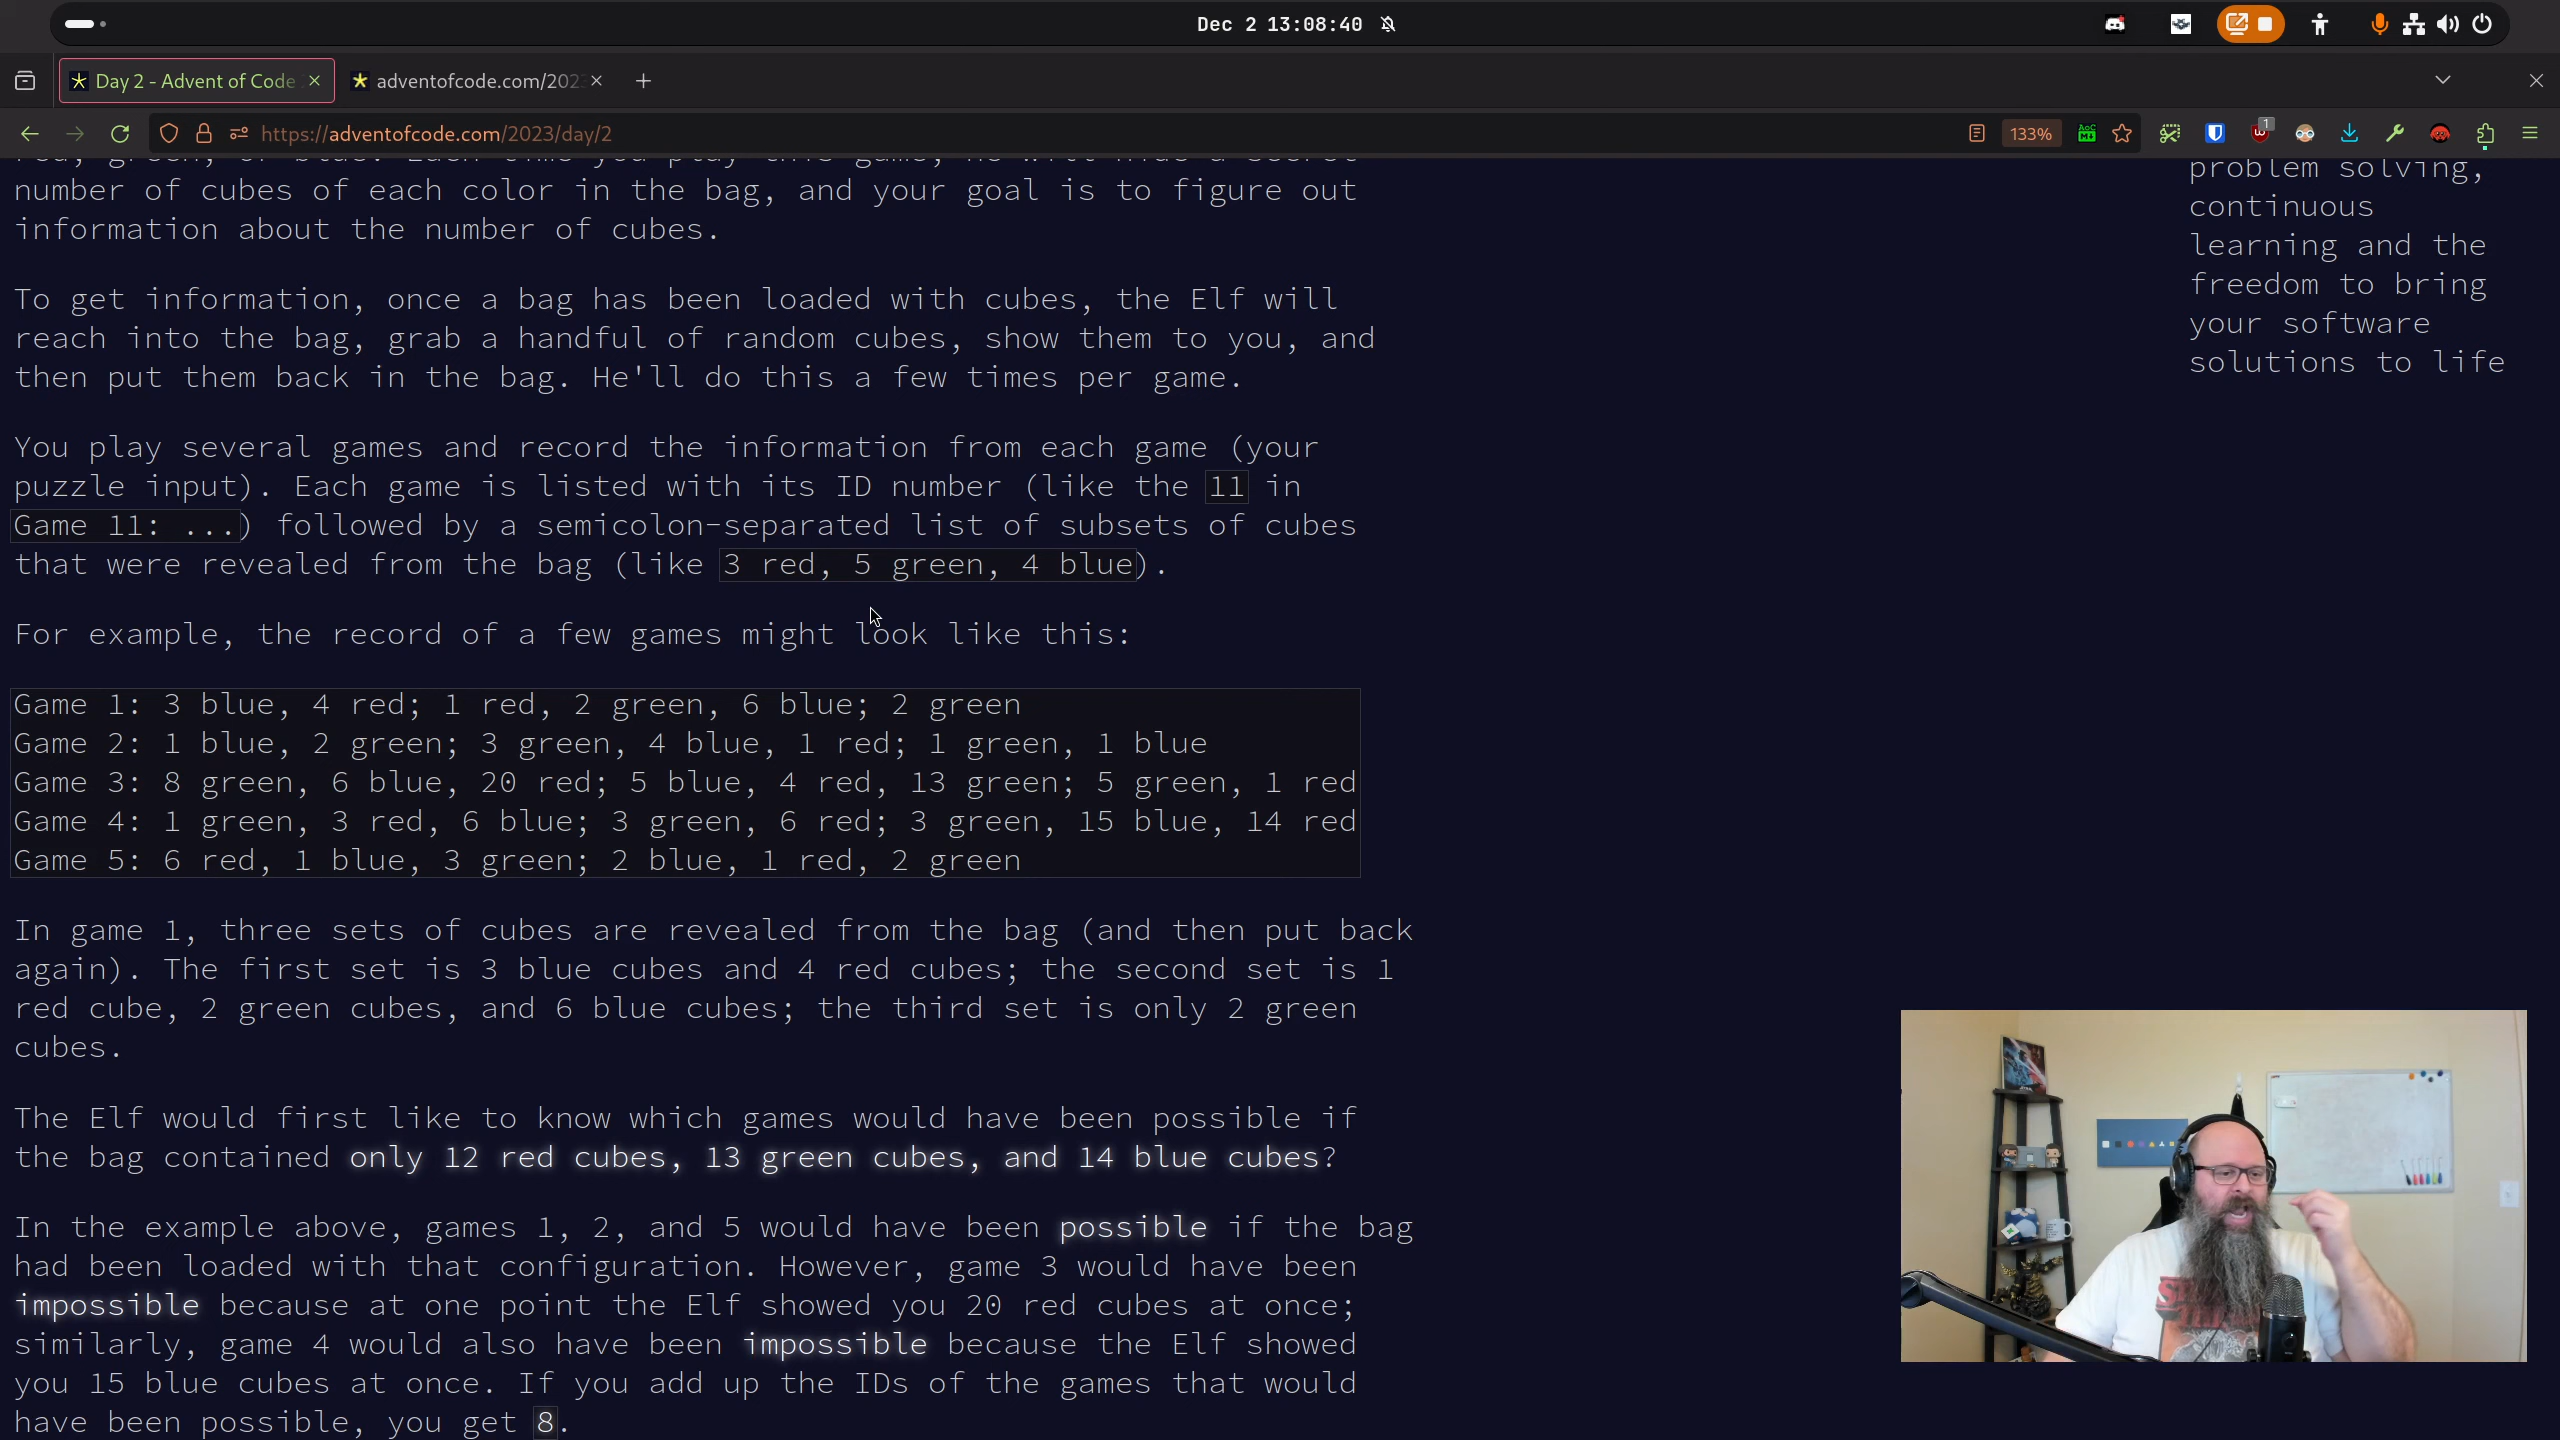 Dec 2 13:08:40
Day 2 - Advent of Code
adventofcode.com/202
https://adventofcode.com/2023/day/2
133%
1
number of cubes of each color in the bag, and your goal is to figure out
information about the number of cubes.
To get information, once a bag has been loaded with cubes, the Elf will
reach into the bag, grab a handful of random cubes, show them to you, and
then put them back in the bag. He'll do this a few times per game.
You play several games and record the information from each game (your
puzzle input). Each game is listed with its ID number (like the 11 in
Game 11: ...) followed by a semicolon-separated list of subsets of cubes
that were revealed from the bag (like 3 red, 5 green, 4 blue).
For example, the record of a few games might look like this:
Game 1: 3 blue, 4 red; 1 red, 2 green, 6 blue; 2 green
Game 2: 1 blue, 2 green; 3 green, 4 blue, 1 red; 1 green, 1 blue
Game 3: 8 green, 6 blue, 20 red; 5 blue, 4 red, 13 green; 5 green, 1 red
Game 4: 1 green, 3 red, 6 blue; 3 green, 6 red; 3 green, 15 blue, 14 red
Game 5: 6 red, 1 blue, 3 green; 2 blue, 1 red, 2 green
In game 1, three sets of cubes are revealed from the bag (and then put back
again). The first set is 3 blue cubes and 4 red cubes; the second set is 1
red cube, 2 green cubes, and 6 blue cubes; the third set is only 2 green
cubes.
The Elf would first like to know which games would have been possible if
the bag contained only 12 red cubes, 13 green cubes, and 14 blue cubes?
In the example above, games 1, 2, and 5 would have been possible if the bag
had been loaded with that configuration. However, game 3 would have been
impossible because at one point the Elf showed you 20 red cubes at once;
similarly, game 4 would also have been impossible because the Elf showed
you 15 blue cubes at once. If you add up the IDs of the games that would
have been possible, you get 8.
problem solving,
continuous
learning and the
freedom to bring
your software
solutions to life